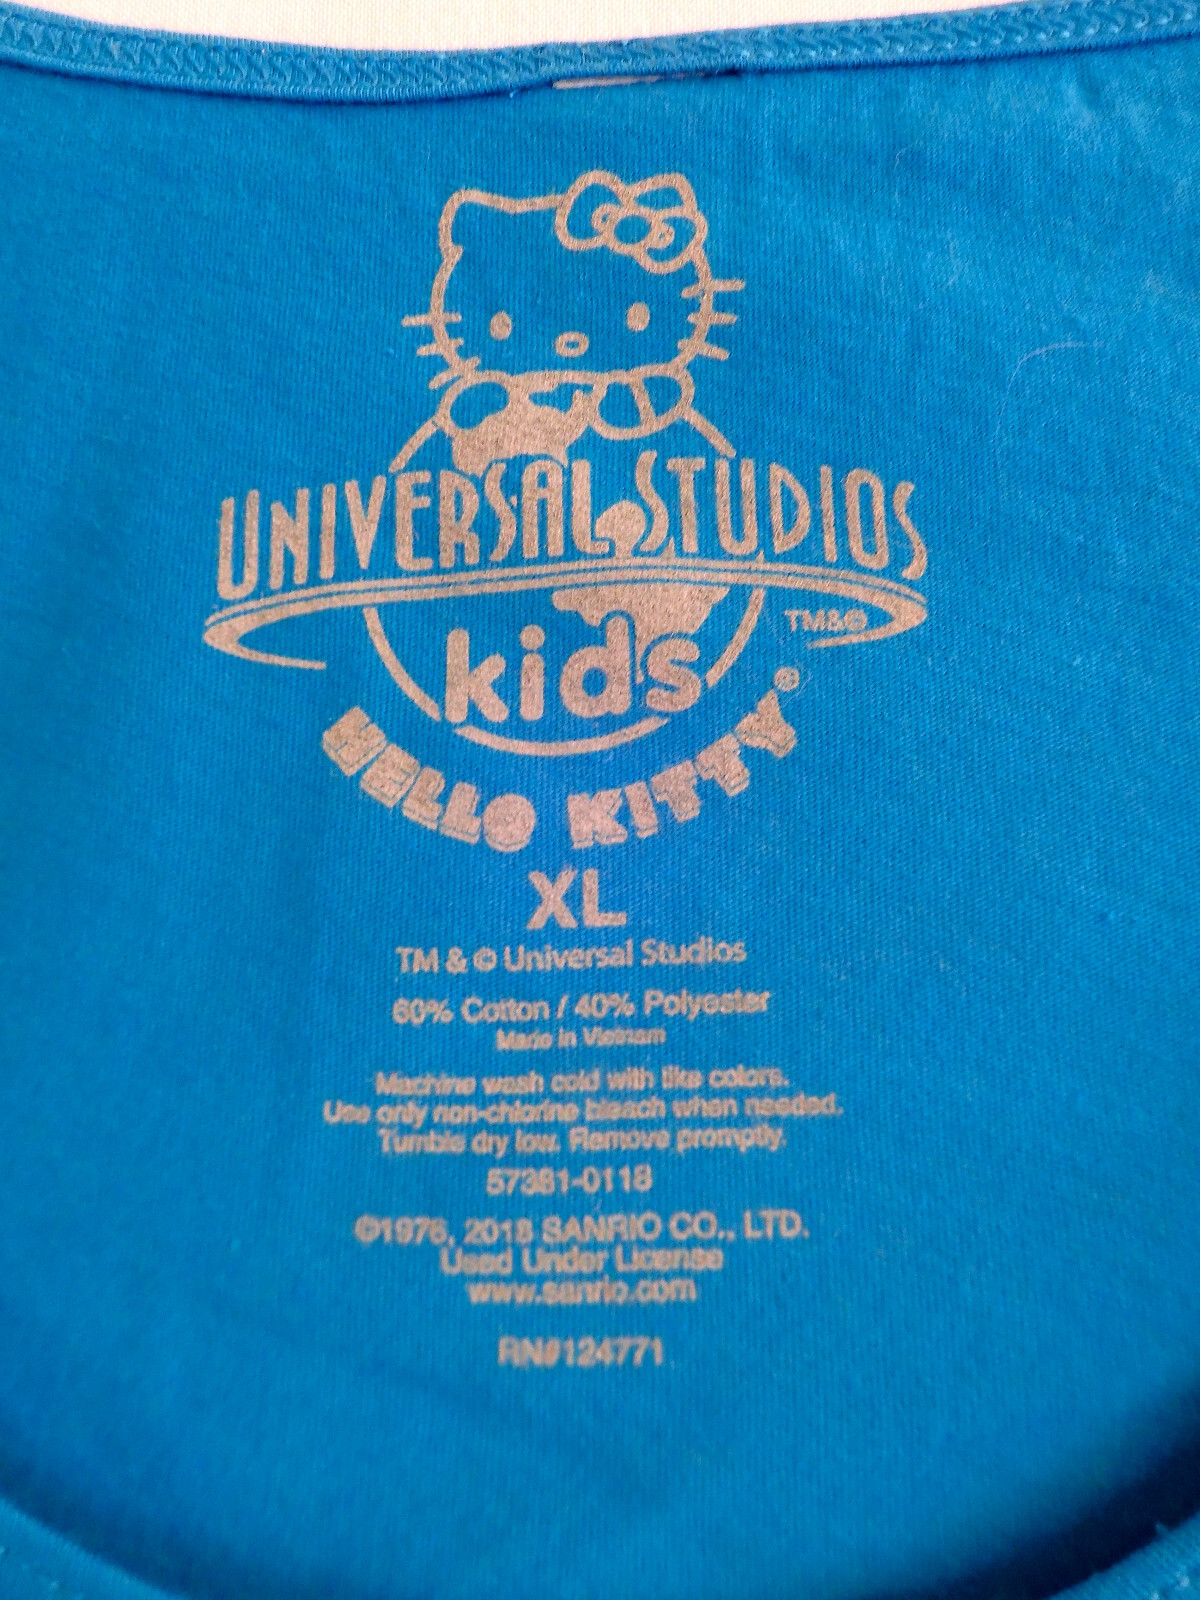 UNIVERSAL STUDIOS
TM&©
kids
HELLO KITTY®
XL
TM & © Universal Studios
60% Cotton / 40% Polyester
Made in Vietnam
Machine wash cold with like colors.
Use only non-chlorine bleach when needed.
Tumble dry low. Remove promptly.
57381-0118
©1976, 2018 SANRIO CO., LTD.
Used Under License
www.sanrio.com
RN#124771